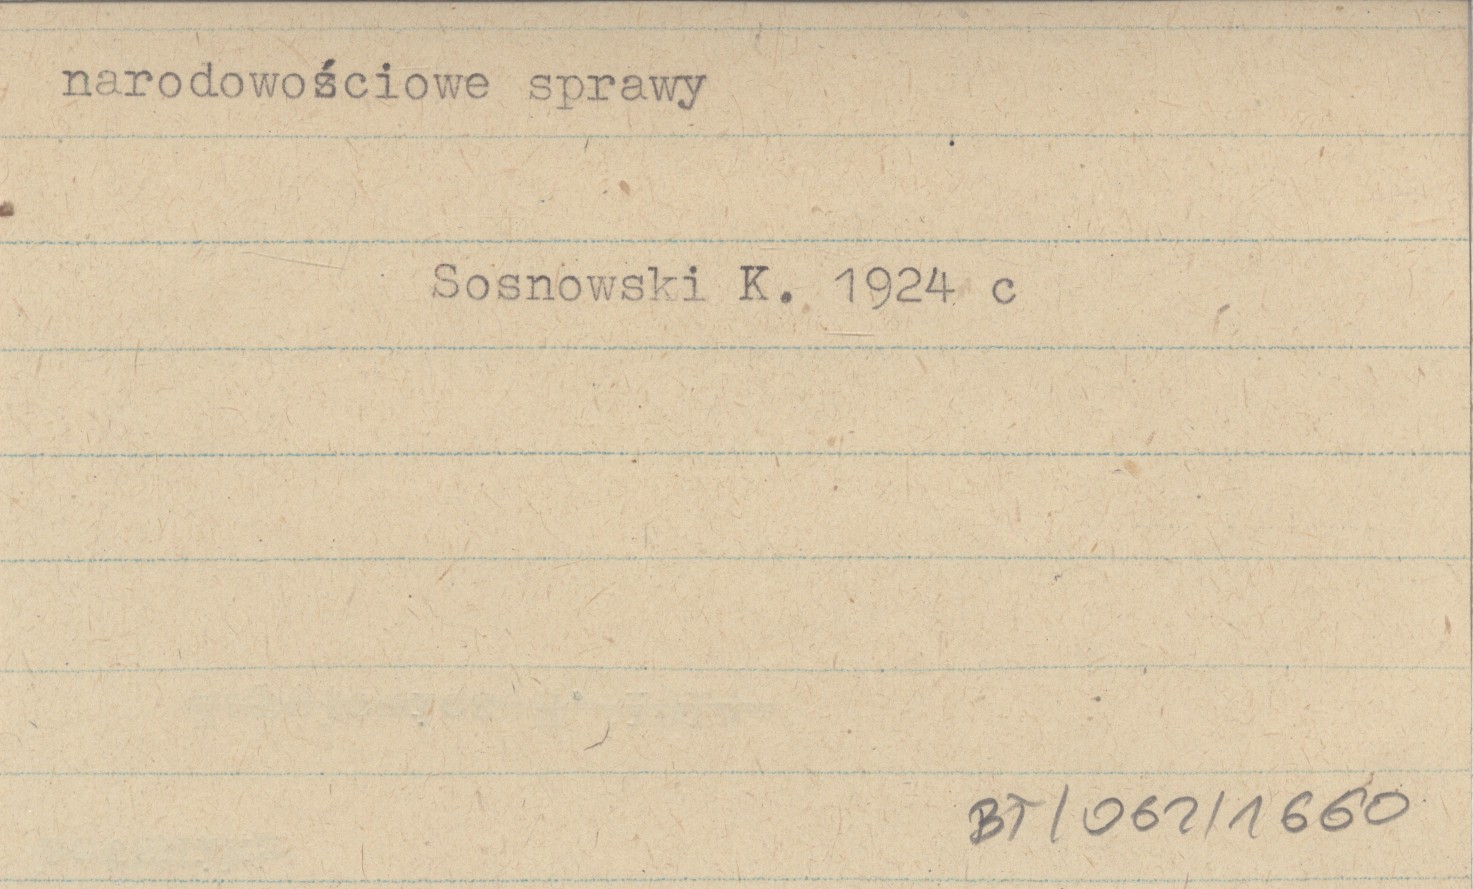 narodowościowe sprawy
Sosnowski K. 1924 c
BT/062/1660